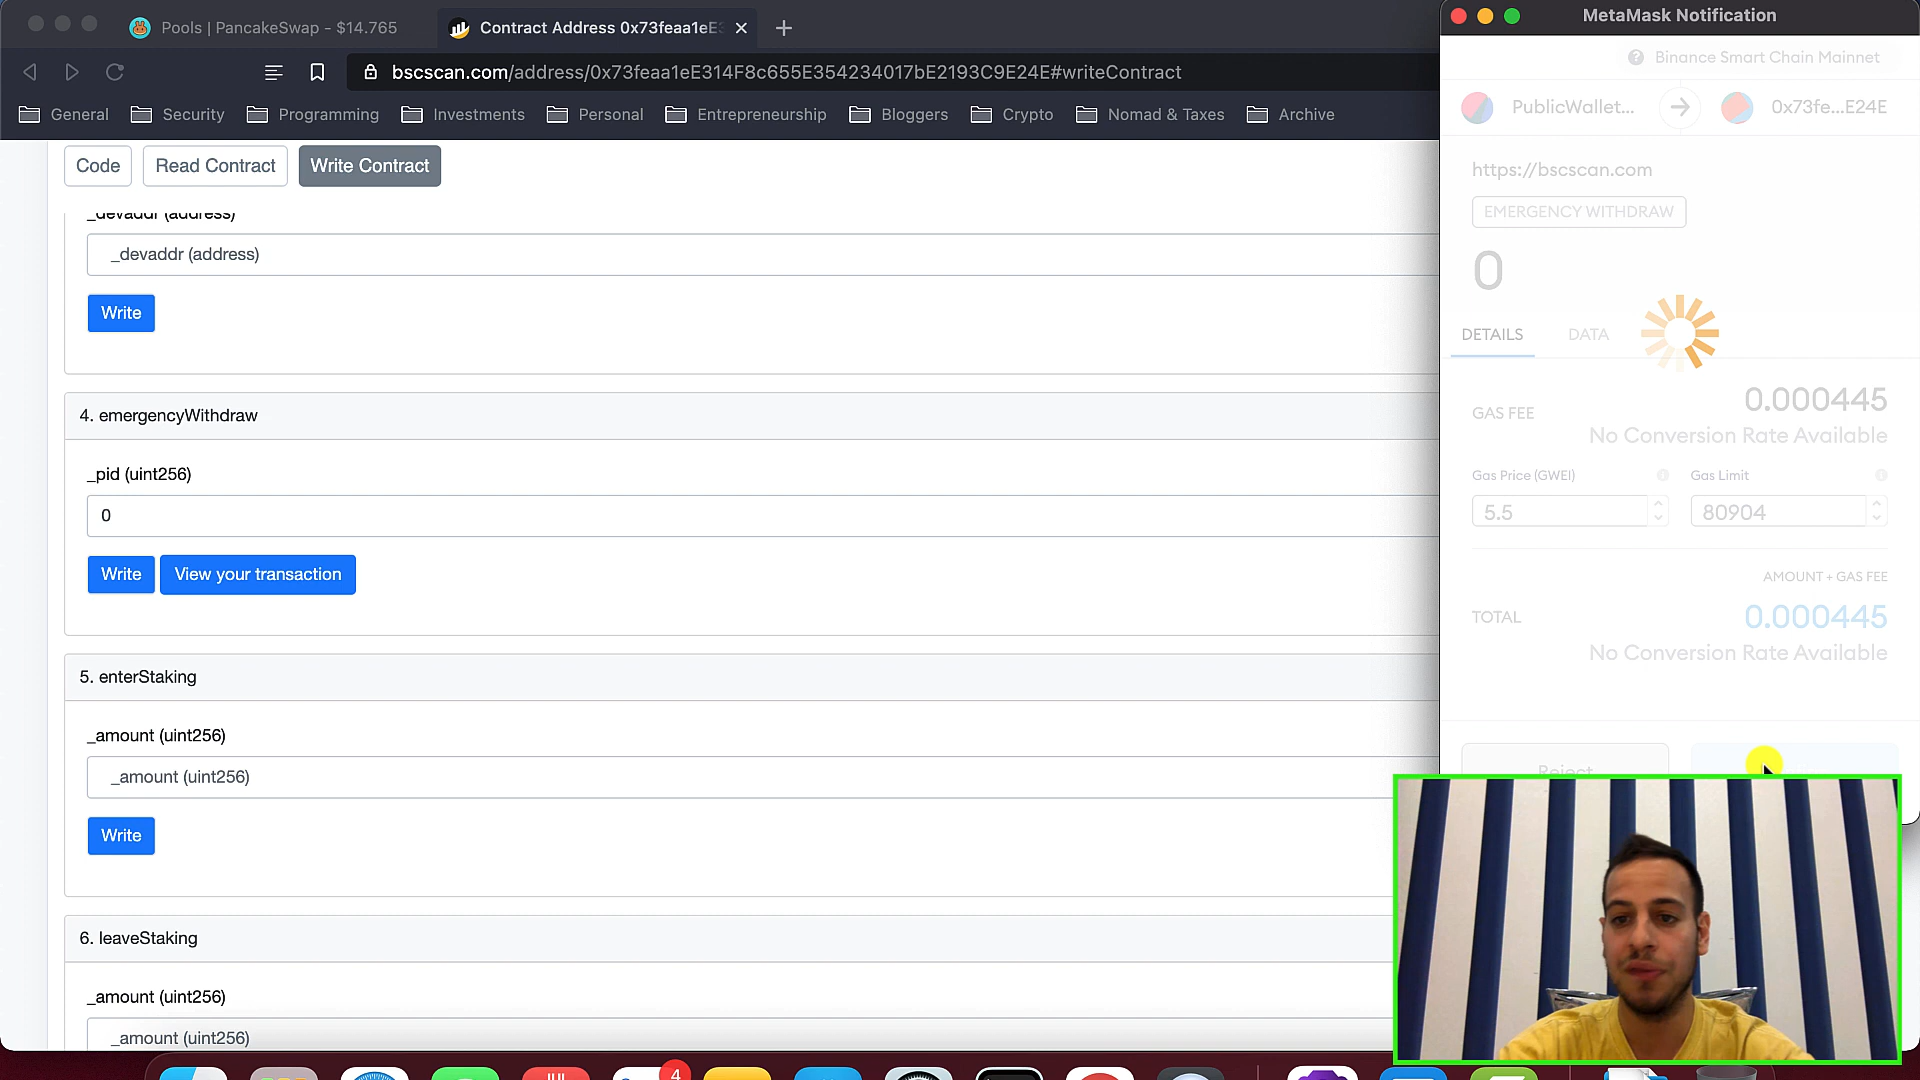 Pools | PancakeSwap - $14.765
Contract Address 0x73feaa1eE3
MetaMask Notification
bscscan.com/address/0x73feaa1eE314F8c655E354234017bE2193C9E24E#writeContract
Binance Smart Chain Mainnet
General
Security
Programming
Investments
Personal
Entrepreneurship
Bloggers
Crypto
Nomad & Taxes
Archive
PublicWallet...
0x73fe...E24E
Code
Read Contract
Write Contract
https://bscscan.com
_devaddr (address)
EMERGENCY WITHDRAW
_devaddr (address)
0
Write
DETAILS
DATA
4. emergencyWithdraw
GAS FEE
0.000445
No Conversion Rate Available
_pid (uint256)
Gas Price (GWEI)
Gas Limit
0
5.5
80904
Write
View your transaction
AMOUNT + GAS FEE
TOTAL
0.000445
No Conversion Rate Available
5. enterStaking
_amount (uint256)
_amount (uint256)
Reject
Write
6. leaveStaking
_amount (uint256)
_amount (uint256)
4